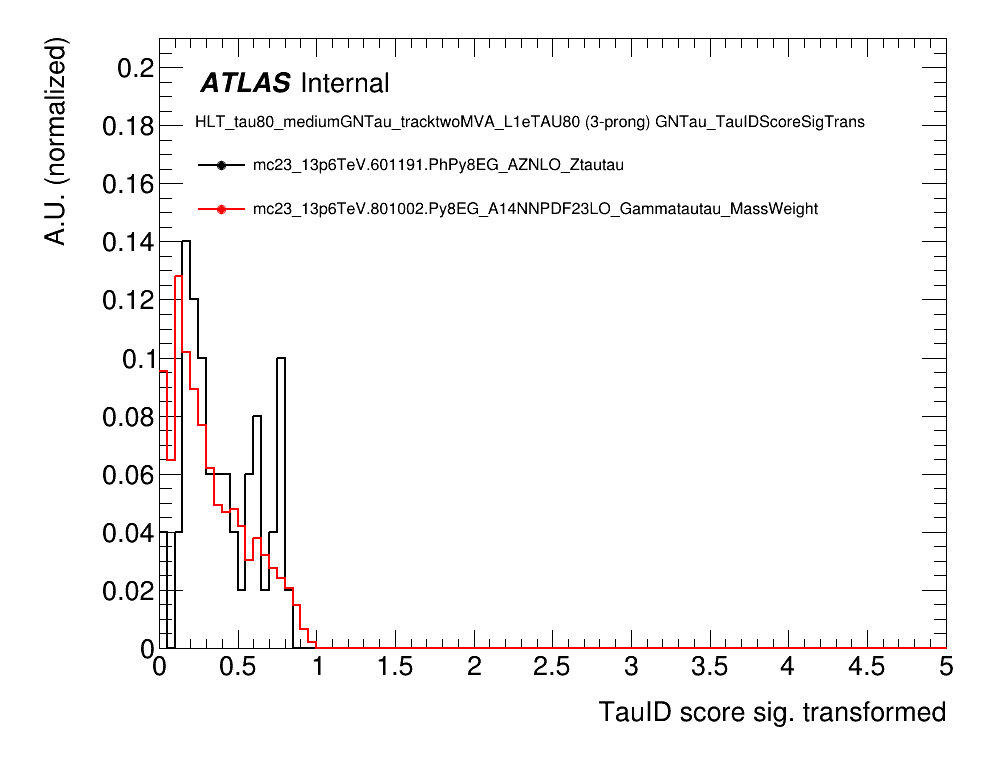 A.U. (normalized)
0.2
0.18
0.16
0.14
0.12
0.1
0.08
0.06
0.04
0.02
0
ATLAS Internal
HLT_tau80_mediumGNTau_tracktwoMVA_L1eTAU80 (3-prong) GNTau_TauIDScoreSigTrans
mc23_13p6TeV.601191.PhPy8EG_AZNLO_Ztautau
mc23_13p6TeV.801002.Py8EG_A14NNPDF23LO_Gammatautau_MassWeight
0 0.5 1 1.5 2 2.5 3 3.5 4 4.5 5
TauID score sig. transformed